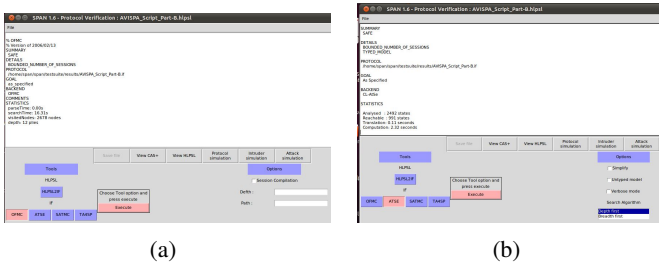 SPAN 1.6 - Protocol Verification : AVISPA_Script_Part-B.hlpsl
File
% OFMC
% Version of 2006/02/13
SUMMARY
SAFE
DETAILS
BOUNDED_NUMBER_OF_SESSIONS
PROTOCOL
/home/span/span/testsuite/results/AVISPA_Script_Part-B.if
GOAL
as_specified
BACKEND
OFMC
COMMENTS
STATISTICS
parseTime: 0.00s
searchTime: 10.31s
visitedNodes: 2678 nodes
depth: 12 plies
Save file
View CAS+
View HLPSL
Protocol simulation
Intruder simulation
Attack simulation
Tools
HLPSL
HLPSL2IF
IF
OFMC
ATSE
SATMC
TA4SP
Choose Tool option and
press execute
Execute
Options
Session Compilation
Defth :
Path :
(a)
SPAN 1.6 - Protocol Verification : AVISPA_Script_Part-B.hlpsl
File
SUMMARY
SAFE
DETAILS
BOUNDED_NUMBER_OF_SESSIONS
TYPED_MODEL
PROTOCOL
/home/span/span/testsuite/results/AVISPA_Script_Part-B.if
GOAL
As Specified
BACKEND
CL-AtSe
STATISTICS
Analysed : 2492 states
Reachable : 991 states
Translation: 0.11 seconds
Computation: 2.32 seconds
Save file
View CAS+
View HLPSL
Protocol simulation
Intruder simulation
Attack simulation
Tools
HLPSL
HLPSL2IF
IF
OFMC
ATSE
SATMC
TA4SP
Choose Tool option and
press execute
Execute
Options
Simplify
Untyped model
Verbose mode
Search Algorithm
Depth first
Breadth first
(b)